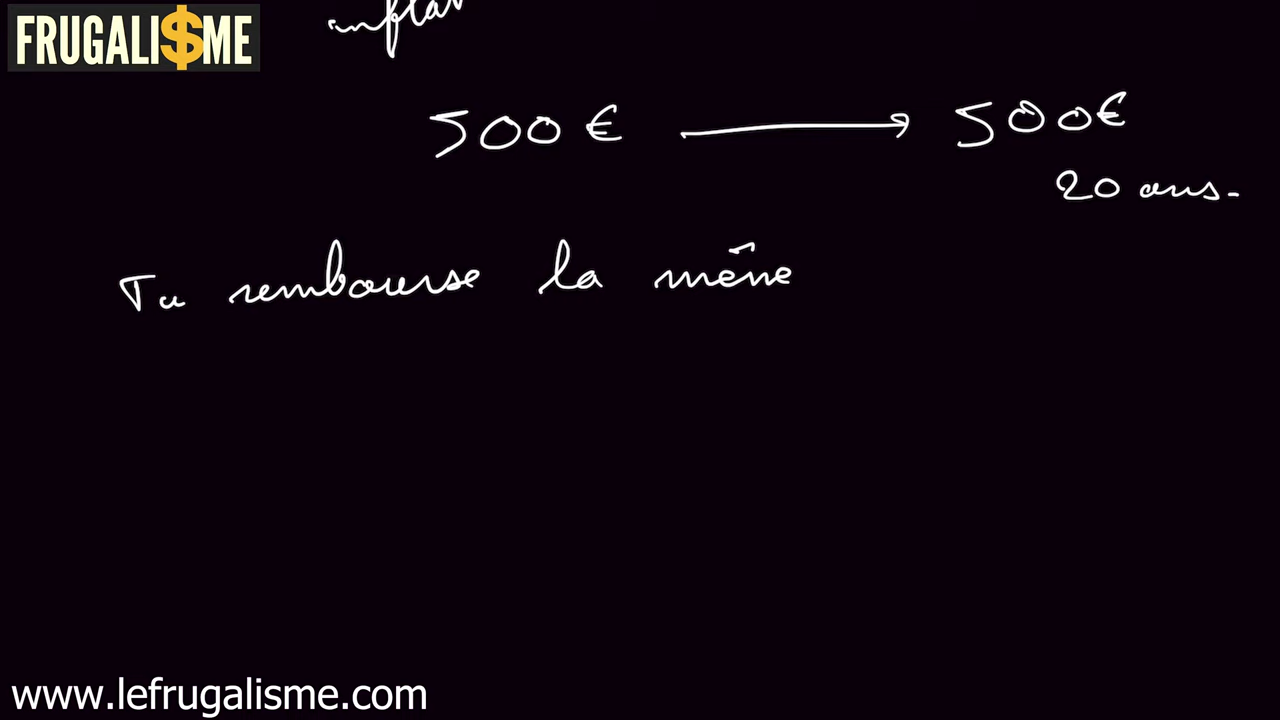 FRUGALI$ME
500 € → 500€
20 ans.
Tu rembourse la même
www.lefrugalisme.com